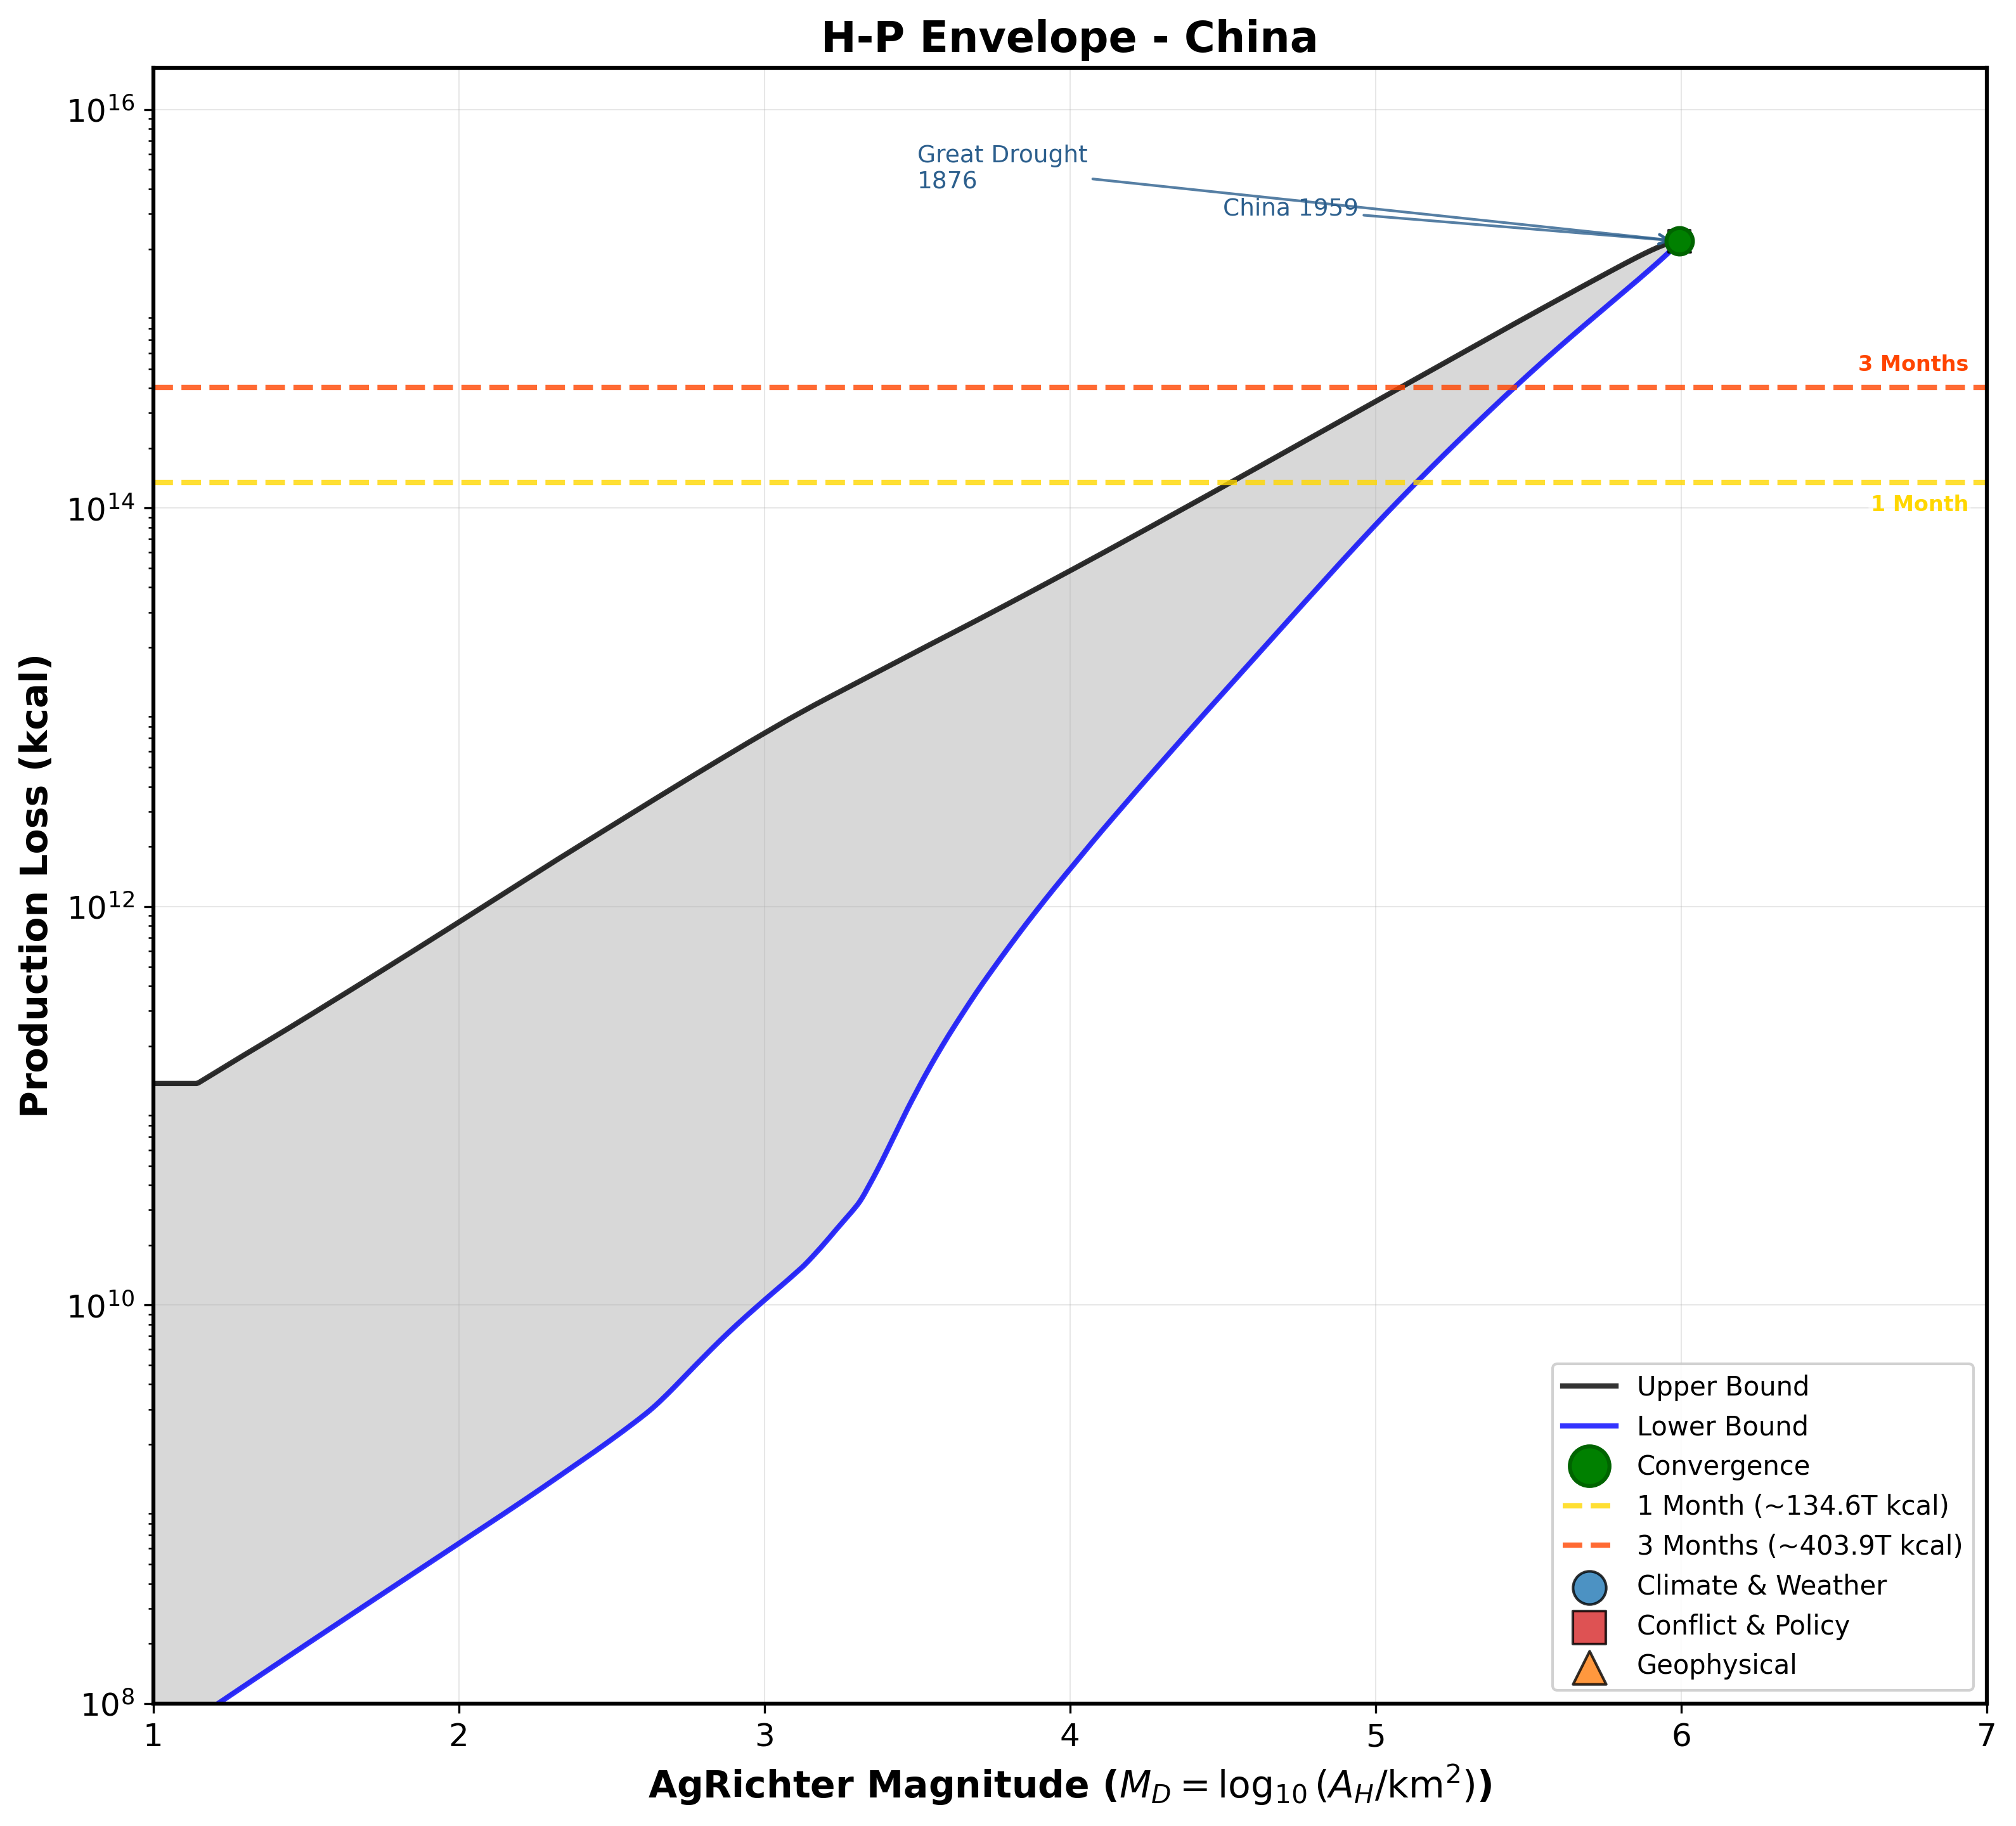 H-P Envelope - China
10^16
10^14
10^12
10^10
10^8
Production Loss (kcal)
Great Drought
1876
China 1959
3 Months
1 Month
Upper Bound
Lower Bound
Convergence
1 Month (~134.6T kcal)
3 Months (~403.9T kcal)
Climate & Weather
Conflict & Policy
Geophysical
1 2 3 4 5 6 7
AgRichter Magnitude (M_D = log_10 (A_H/km^2))